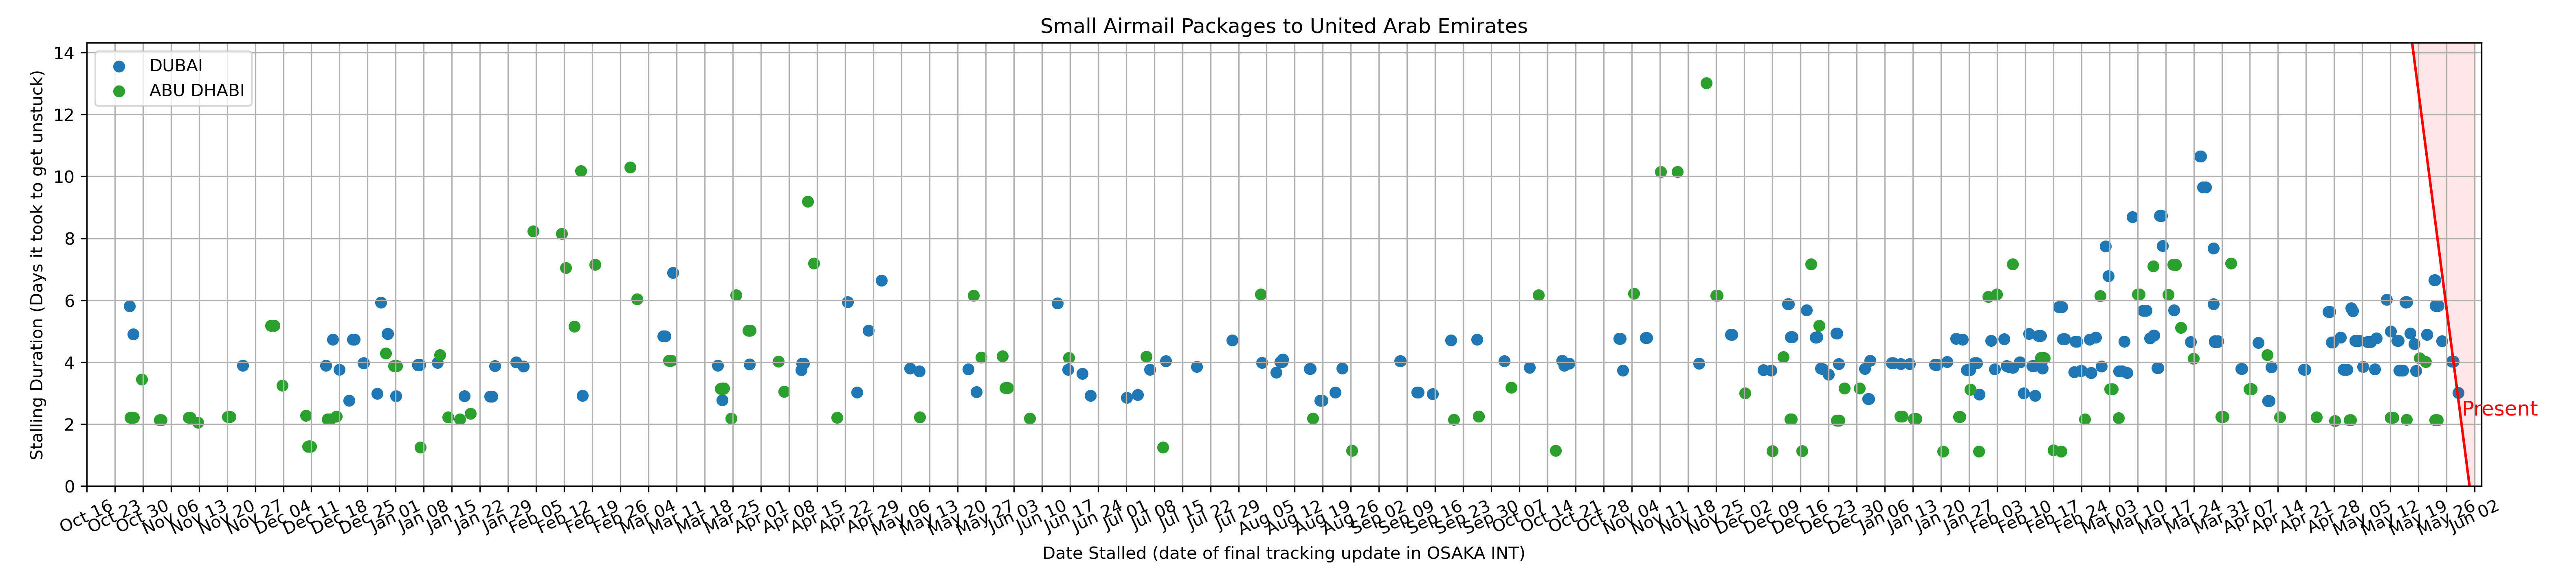 Small Airmail Packages to United Arab Emirates
DUBAI
ABU DHABI
Stalling Duration (Days it took to get unstuck)
14
12
10
8
6
4
2
0
Present
Oct 16 Oct 23 Oct 30 Nov 06 Nov 13 Nov 20 Nov 27 Dec 04 Dec 11 Dec 18 Dec 25 Jan 01 Jan 08 Jan 15 Jan 22 Jan 29 Feb 05 Feb 12 Feb 19 Feb 26 Mar 04 Mar 11 Mar 18 Mar 25 Apr 01 Apr 08 Apr 15 Apr 22 Apr 29 May 06 May 13 May 20 May 27 Jun 03 Jun 10 Jun 17 Jun 24 Jul 01 Jul 08 Jul 15 Jul 22 Jul 29 Aug 05 Aug 12 Aug 19 Aug 26 Sep 02 Sep 09 Sep 16 Sep 23 Sep 30 Oct 07 Oct 14 Oct 21 Oct 28 Nov 04 Nov 11 Nov 18 Nov 25 Dec 02 Dec 09 Dec 16 Dec 23 Dec 30 Jan 06 Jan 13 Jan 20 Jan 27 Feb 03 Feb 10 Feb 17 Feb 24 Mar 03 Mar 10 Mar 17 Mar 24 Mar 31 Apr 07 Apr 14 Apr 21 Apr 28 May 05 May 12 May 19 May 26 Jun 02
Date Stalled (date of final tracking update in OSAKA INT)